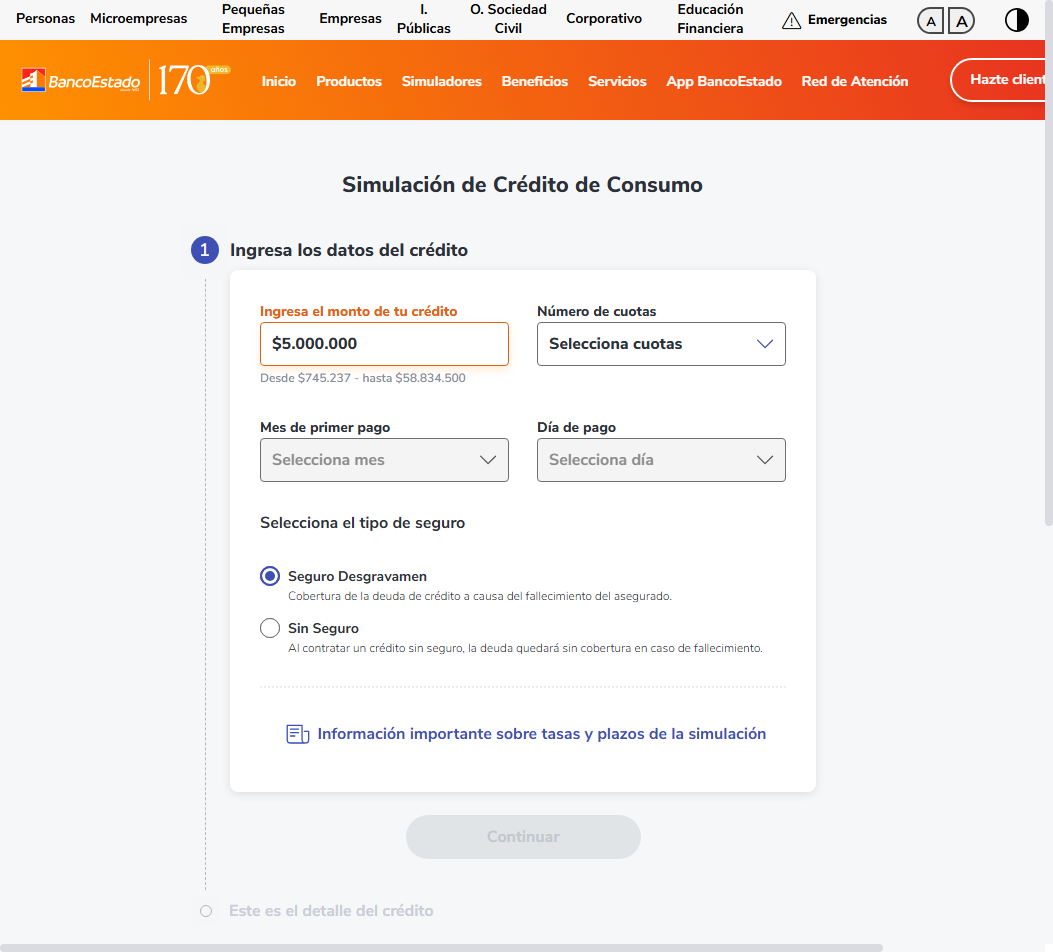 Personas Microempresas Pequeñas Empresas Empresas I. Públicas O. Sociedad Civil Corporativo Educación Financiera Emergencias A A
BancoEstado 170 años Inicio Productos Simuladores Beneficios Servicios App BancoEstado Red de Atención Hazte client
Simulación de Crédito de Consumo
1 Ingresa los datos del crédito
Ingresa el monto de tu crédito Número de cuotas
$5.000.000 Selecciona cuotas
Desde $745.237 - hasta $58.834.500
Mes de primer pago Día de pago
Selecciona mes Selecciona día
Selecciona el tipo de seguro
Seguro Desgravamen
Cobertura de la deuda de crédito a causa del fallecimiento del asegurado.
Sin Seguro
Al contratar un crédito sin seguro, la deuda quedará sin cobertura en caso de fallecimiento.
Información importante sobre tasas y plazos de la simulación
Continuar
Este es el detalle del crédito